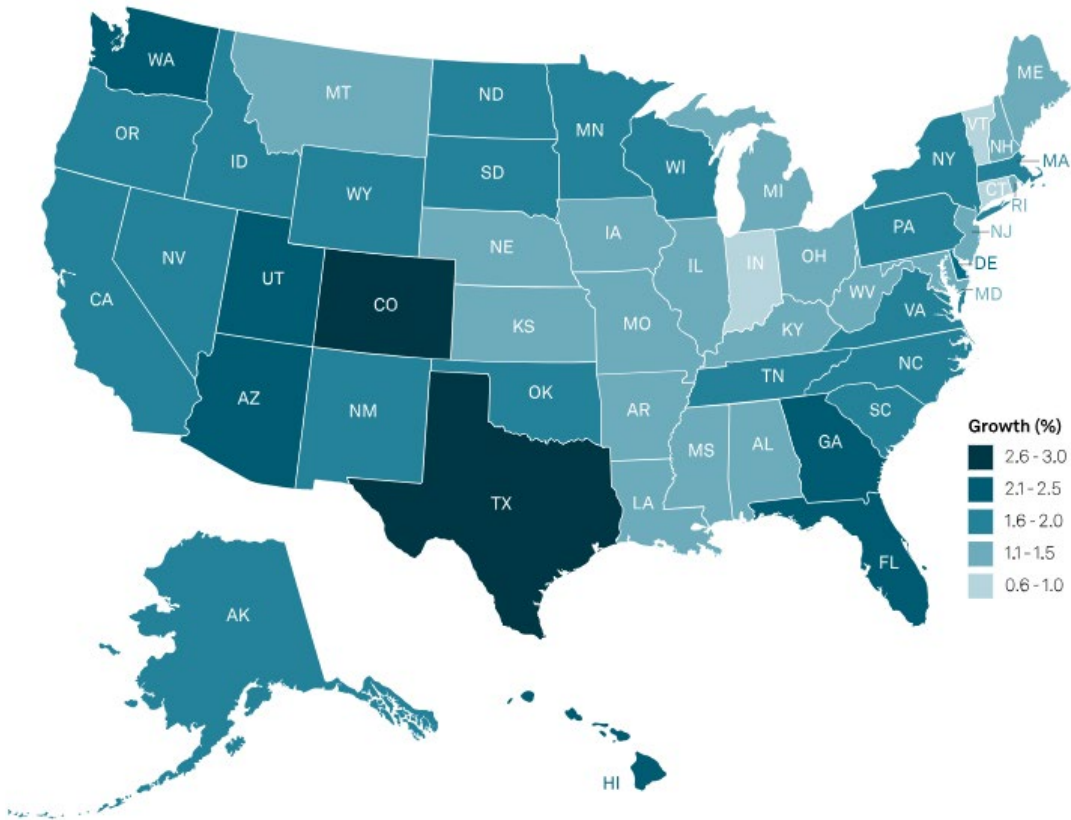 WA
MT
ND
MN
ME
OR
ID
SD
WI
VT
NH
NY
MA
WY
MI
CT
RI
NE
IA
PA
NJ
NV
UT
IL
IN
OH
DE
CA
CO
WV
MD
KS
MO
KY
VA
AZ
NM
OK
TN
NC
AR
SC
MS
AL
GA
TX
LA
FL
AK
HI
Growth (%)
2.6 - 3.0
2.1 - 2.5
1.6 - 2.0
1.1 - 1.5
0.6 - 1.0